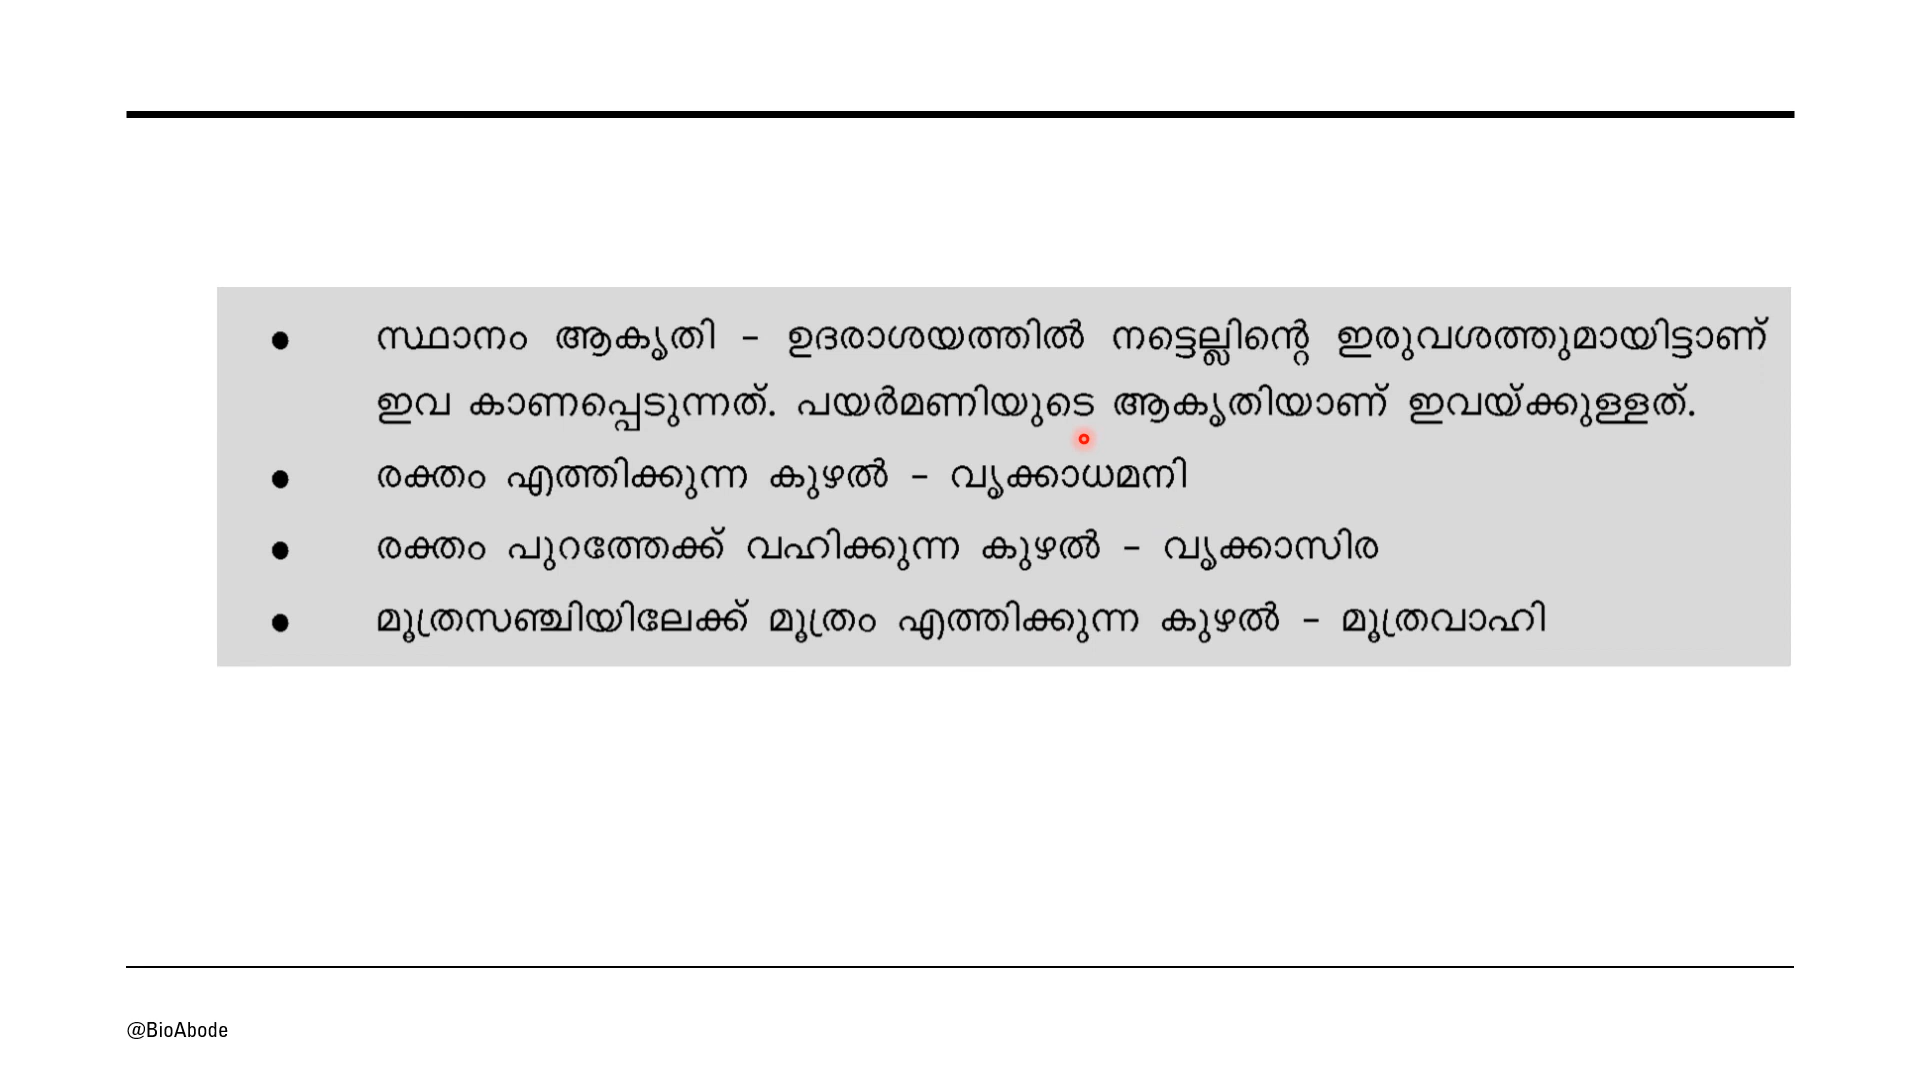 ● സ്ഥാനം ആകൃതി - ഉദരാശയത്തിൽ നട്ടെല്ലിന്റെ ഇരുവശത്തുമായിട്ടാണ്
ഇവ കാണപ്പെടുന്നത്. പയർമണിയുടെ ആകൃതിയാണ് ഇവയ്ക്കുള്ളത്.
● രക്തം എത്തിക്കുന്ന കുഴൽ - വൃക്കാധമനി
● രക്തം പുറത്തേക്ക് വഹിക്കുന്ന കുഴൽ - വൃക്കാസിര
● മൂത്രസഞ്ചിയിലേക്ക് മൂത്രം എത്തിക്കുന്ന കുഴൽ - മൂത്രവാഹി
@BioAbode